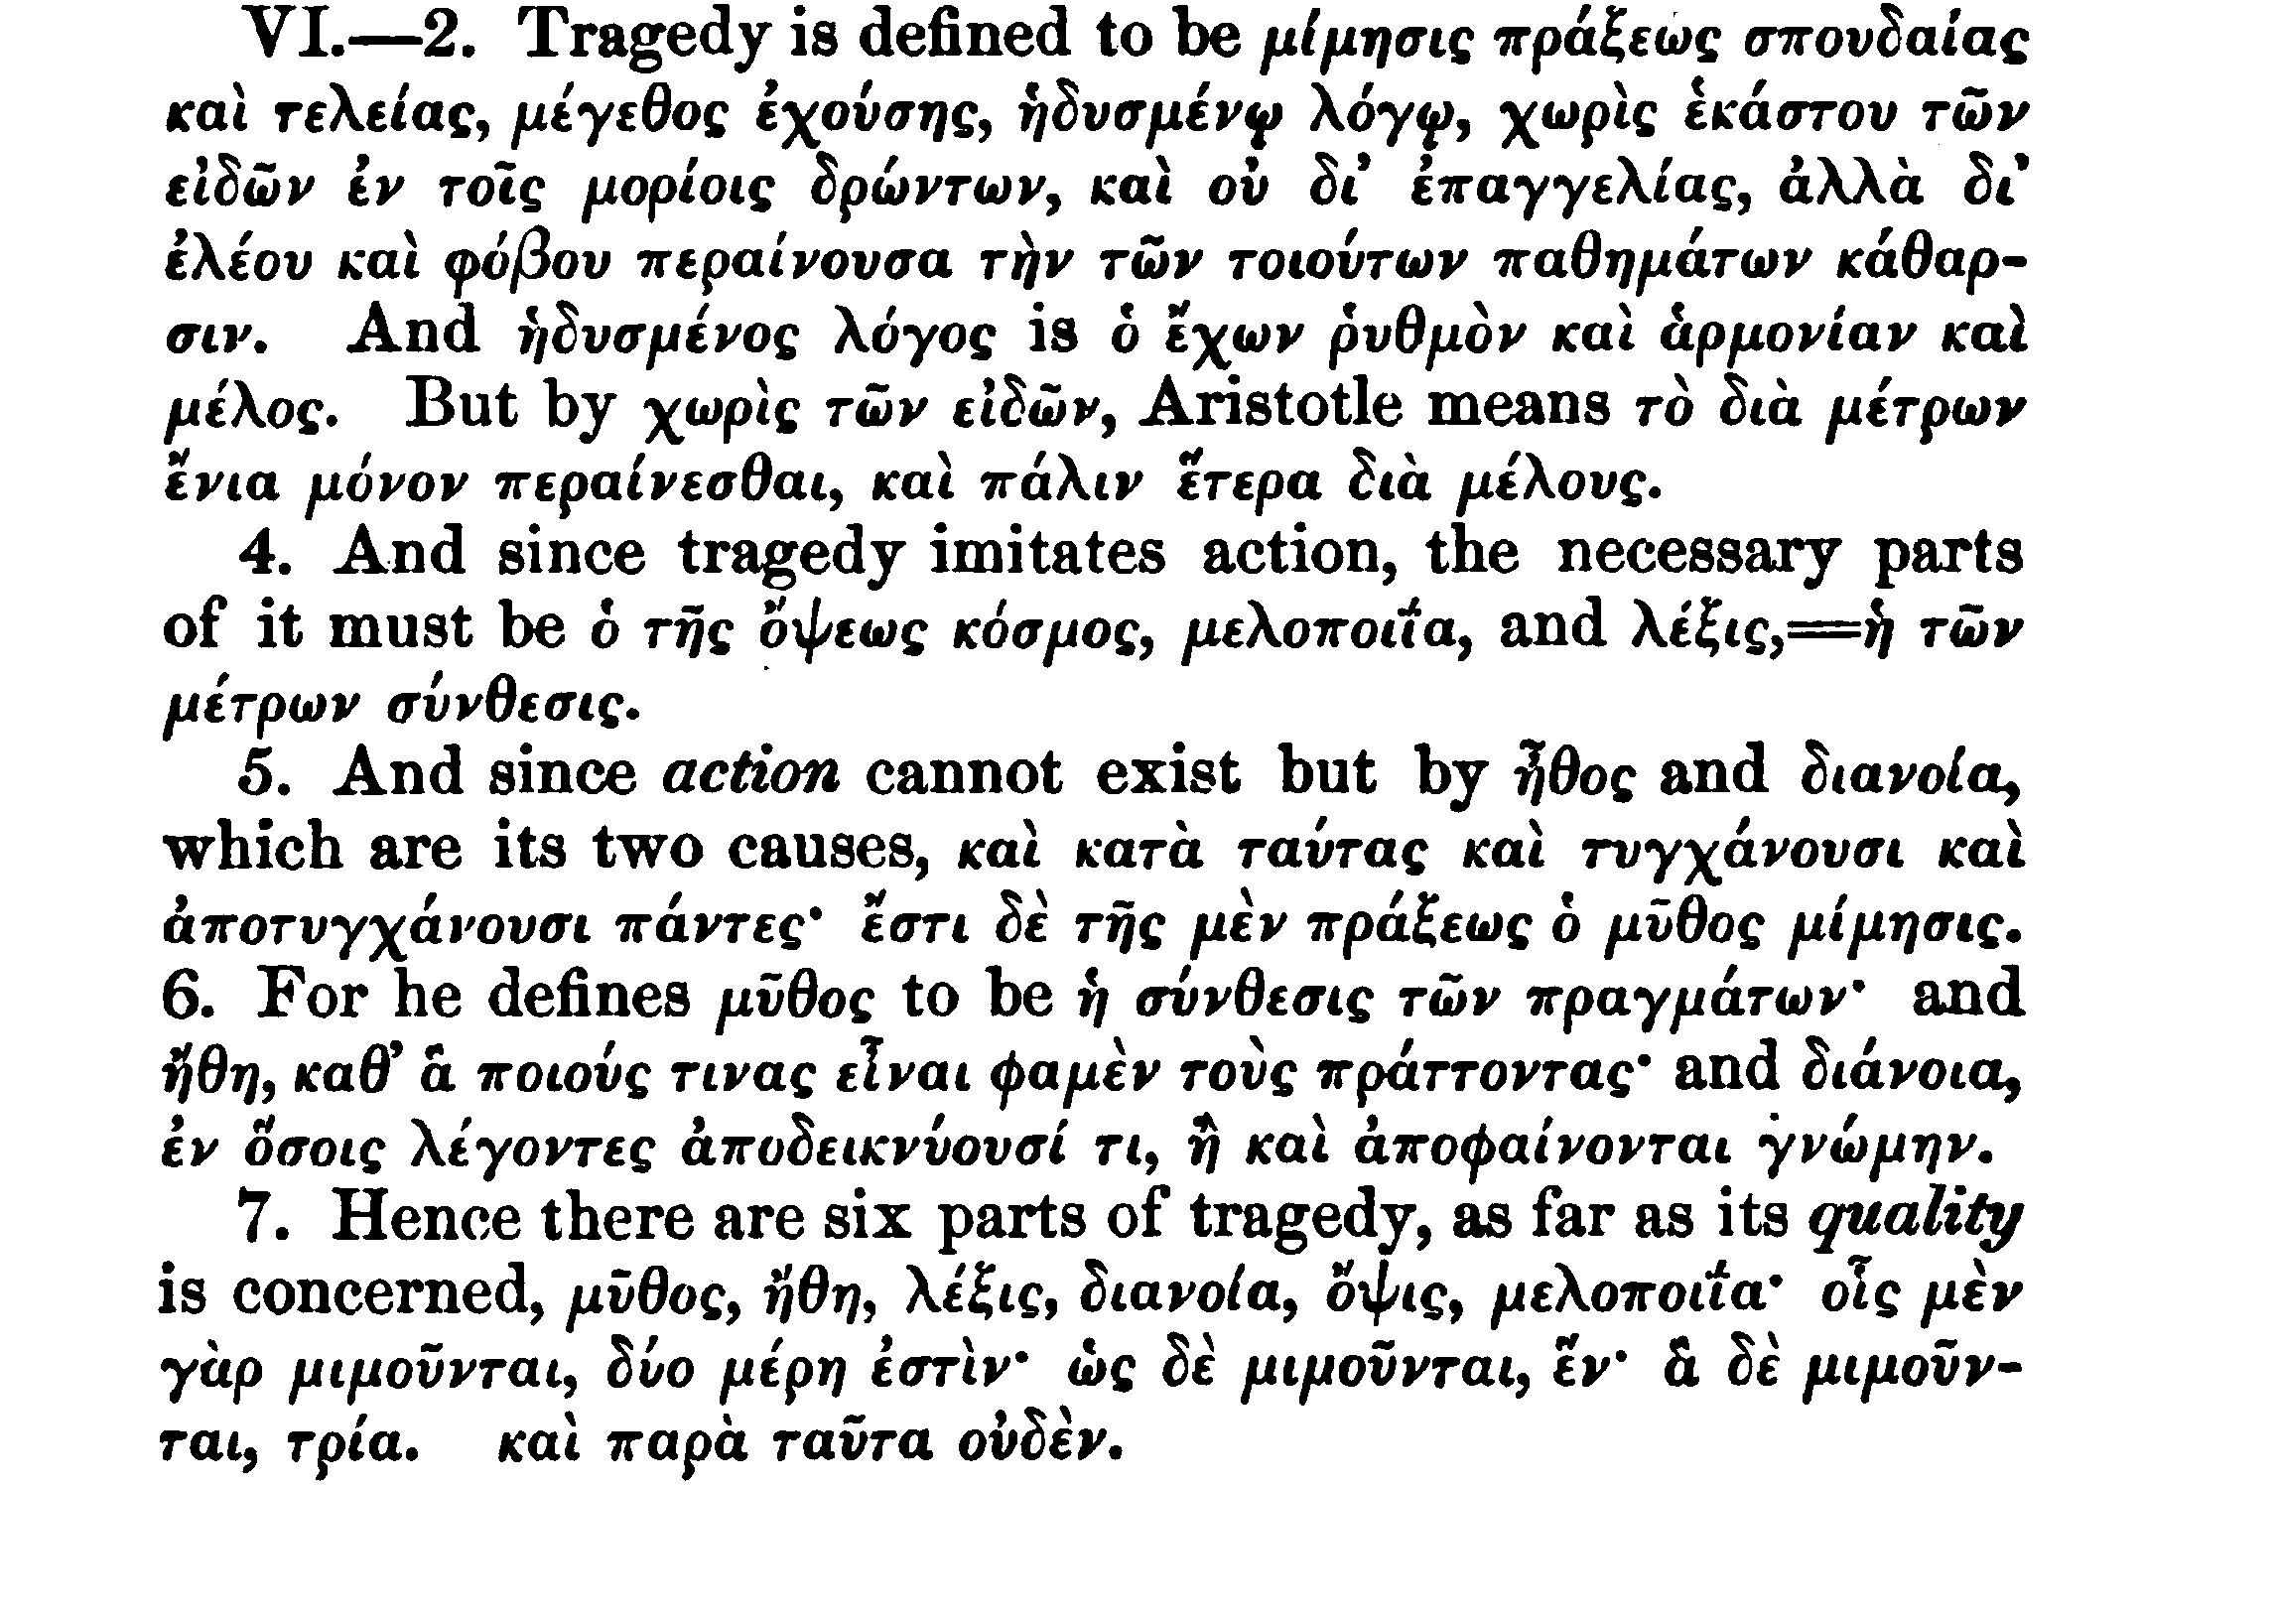 VI.—2. Tragedy is defined to be μίμησις πράξεως σπουδαίας
καὶ τελείας, μέγεθος ἐχούσης, ἡδυσμένῳ λόγῳ, χωρὶς ἑκάστου τῶν
εἰδῶν ἐν τοῖς μορίοις δρώντων, καὶ οὐ δι’ ἐπαγγελίας, ἀλλὰ δι’
ἐλέου καὶ φόβου περαίνουσα τὴν τῶν τοιούτων παθημάτων κάθαρ-
σιν. And ἡδυσμένος λόγος is ὁ ἔχων ῥυθμὸν καὶ ἁρμονίαν καὶ
μέλος. But by χωρὶς τῶν εἰδῶν, Aristotle means τὸ διὰ μέτρων
ἔνια μόνον περαίνεσθαι, καὶ πάλιν ἕτερα διὰ μέλους.
4. And since tragedy imitates action, the necessary parts
of it must be ὁ τῆς ὄψεως κόσμος, μελοποιΐα, and λέξις,=ἡ τῶν
μέτρων σύνθεσις.
5. And since action cannot exist but by ἦθος and διανοία,
which are its two causes, καὶ κατὰ ταύτας καὶ τυγχάνουσι καὶ
ἀποτυγχάνουσι πάντες· ἔστι δὲ τῆς μὲν πράξεως ὁ μῦθος μίμησις.
6. For he defines μῦθος to be ἡ σύνθεσις τῶν πραγμάτων· and
ἤθη, καθ’ ἃ ποιούς τινας εἶναι φαμὲν τοὺς πράττοντας· and διάνοια,
ἐν ὅσοις λέγοντες ἀποδεικνύουσί τι, ἢ καὶ ἀποφαίνονται γνώμην.
7. Hence there are six parts of tragedy, as far as its quality
is concerned, μῦθος, ἤθη, λέξις, διανοία, ὄψις, μελοποιΐα· οἷς μὲν
γὰρ μιμοῦνται, δύο μέρη ἐστὶν· ὡς δὲ μιμοῦνται, ἕν· ἃ δὲ μιμοῦν-
ται, τρία. καὶ παρὰ ταῦτα οὐδὲν.